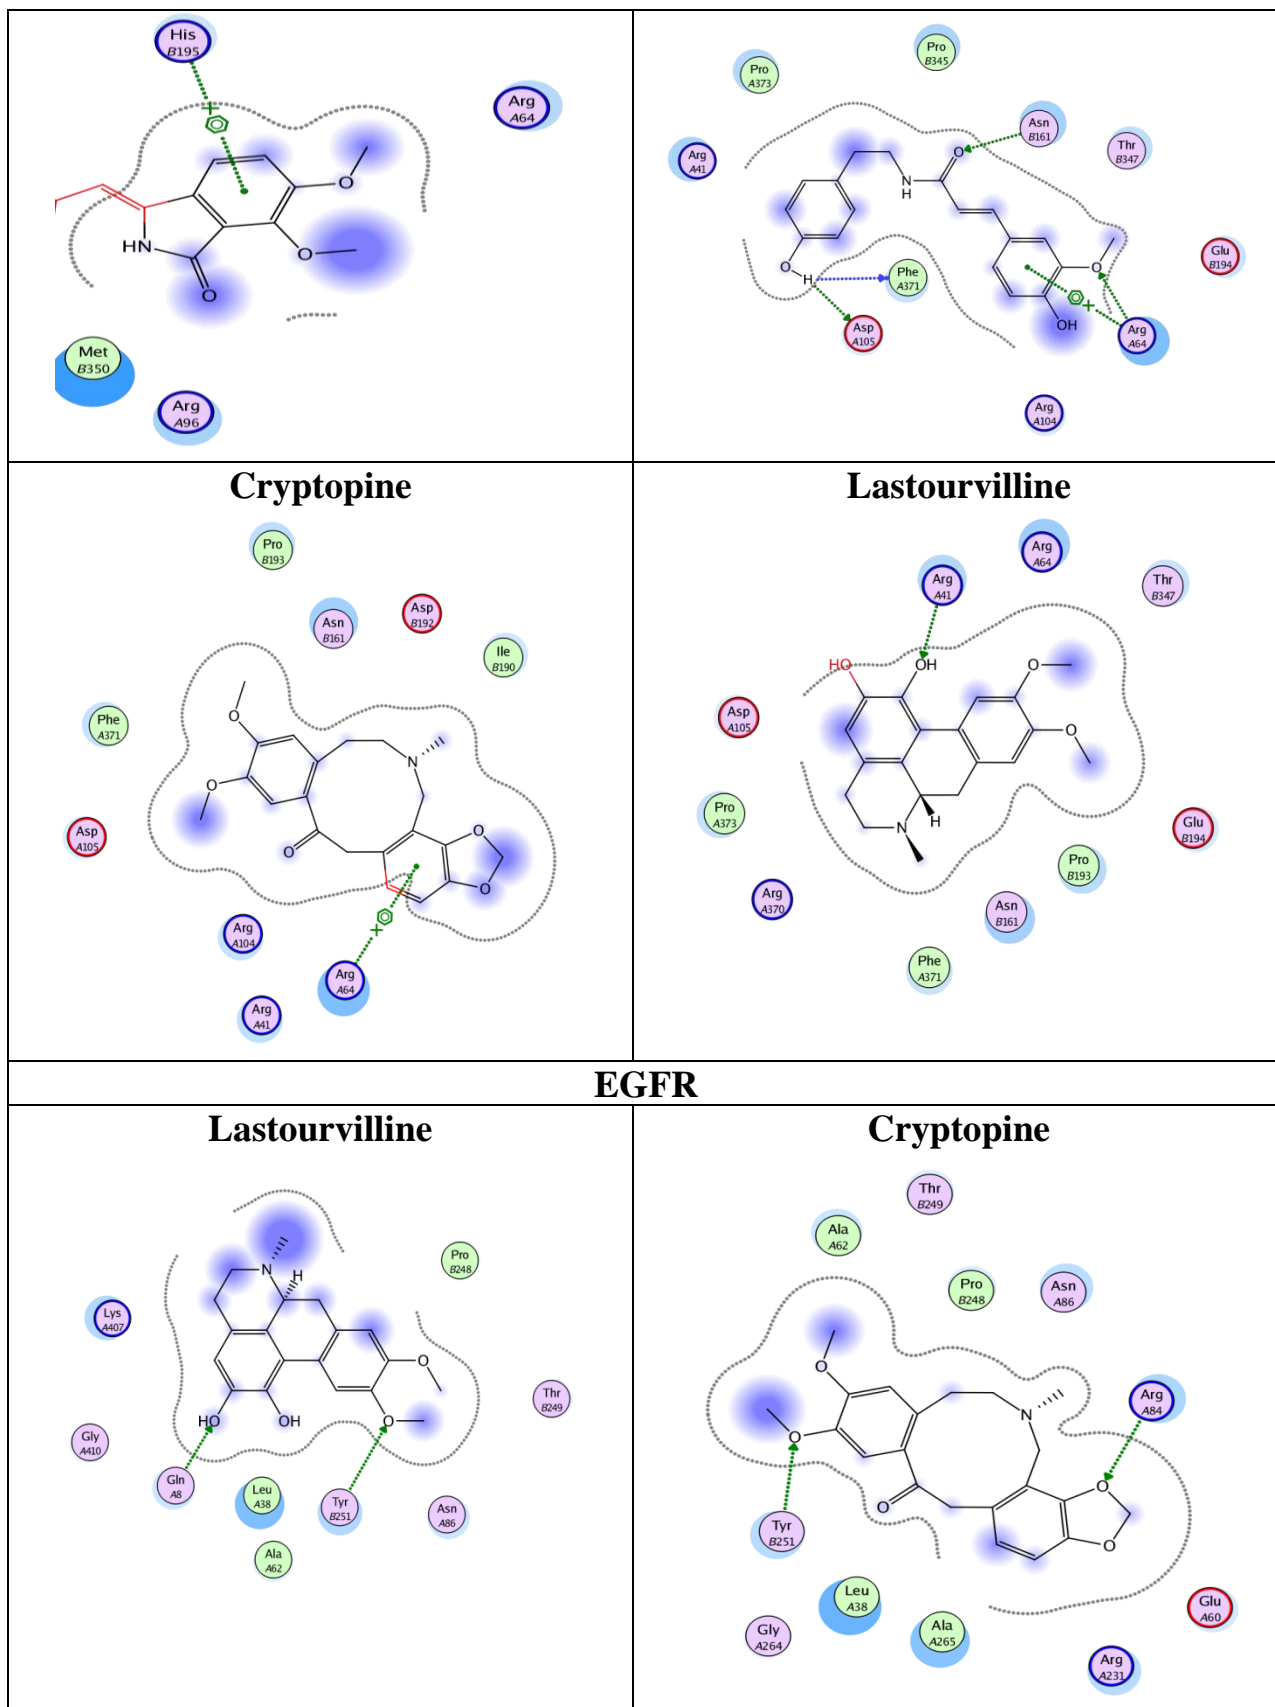 His
B195
Arg
A64
HN
O
O
O
Met
B350
Arg
A96
Pro
A373
Pro
B345
Arg
A41
Asn
B161
Thr
B347
O
N
H
Glu
B194
O
H
Phe
A371
O
OH
Asp
A105
Arg
A64
Arg
A104
Cryptopine
Pro
B193
Asp
B192
Asn
B161
Ile
B190
Phe
A371
O
O
N
Asp
A105
O
O
O
Arg
A104
Arg
A64
Arg
A41
Lastourvilline
Arg
A64
Arg
A41
Thr
B347
HO
OH
O
O
Asp
A105
Pro
A373
N
H
Glu
B194
Pro
B193
Arg
A370
Asn
B161
Phe
A371
EGFR
Lastourvilline
Pro
B248
N
H
Lys
A407
O
O
HO
OH
Thr
B249
Gly
A410
Gln
A8
Leu
A38
Tyr
B251
Asn
A86
Ala
A62
Cryptopine
Thr
B249
Ala
A62
Pro
B248
Asn
A86
O
O
N
Arg
A84
O
O
O
Tyr
B251
Leu
A38
Gly
A264
Ala
A265
Glu
A60
Arg
A231